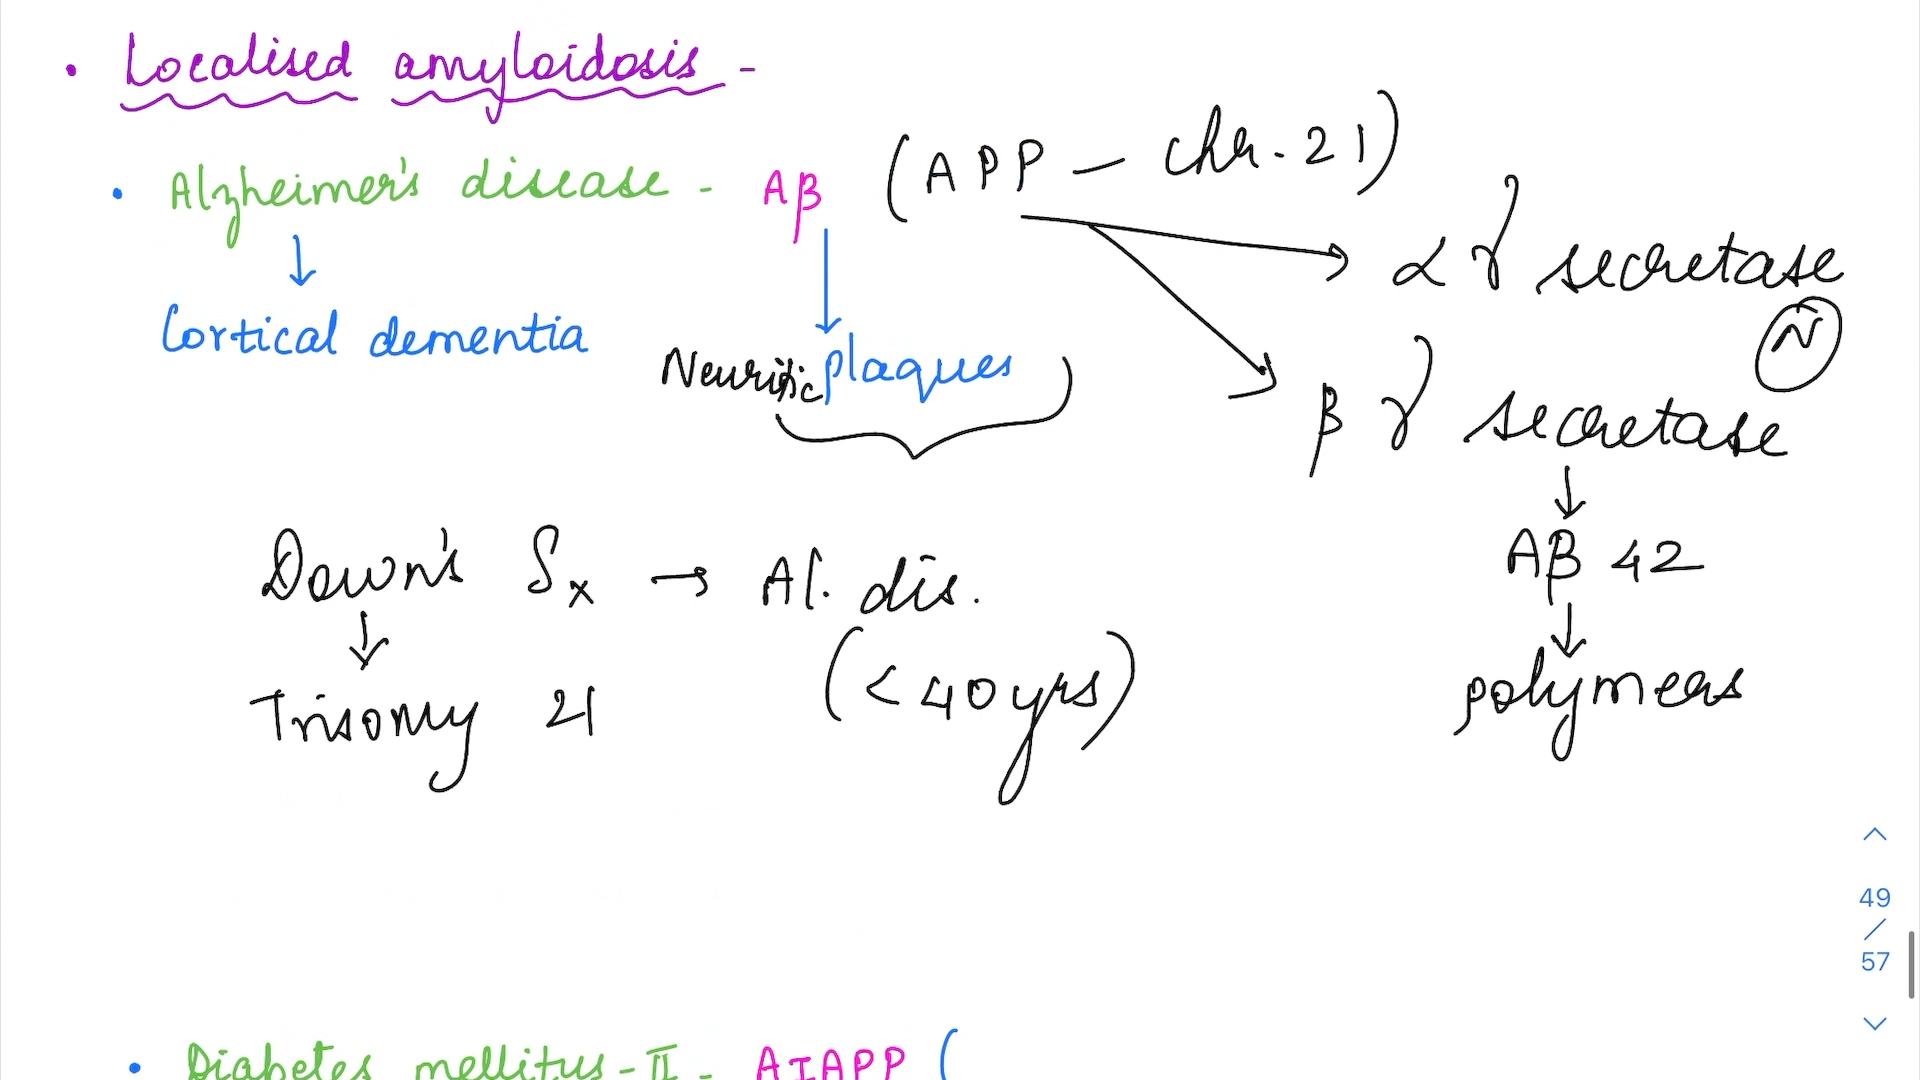 • Localised amyloidosis -
• Alzheimer's disease - Aβ (APP - chr. 21)
↓
α γ secretase
N
Cortical dementia
Neuritic plaques
β γ secretase
↓
Aβ 42
↓
polymers
Down's Sx → Al. dis.
↓
(< 40 yrs)
Trisomy 21
49
/
57
• Diabetes mellitus - II - AIAPP (